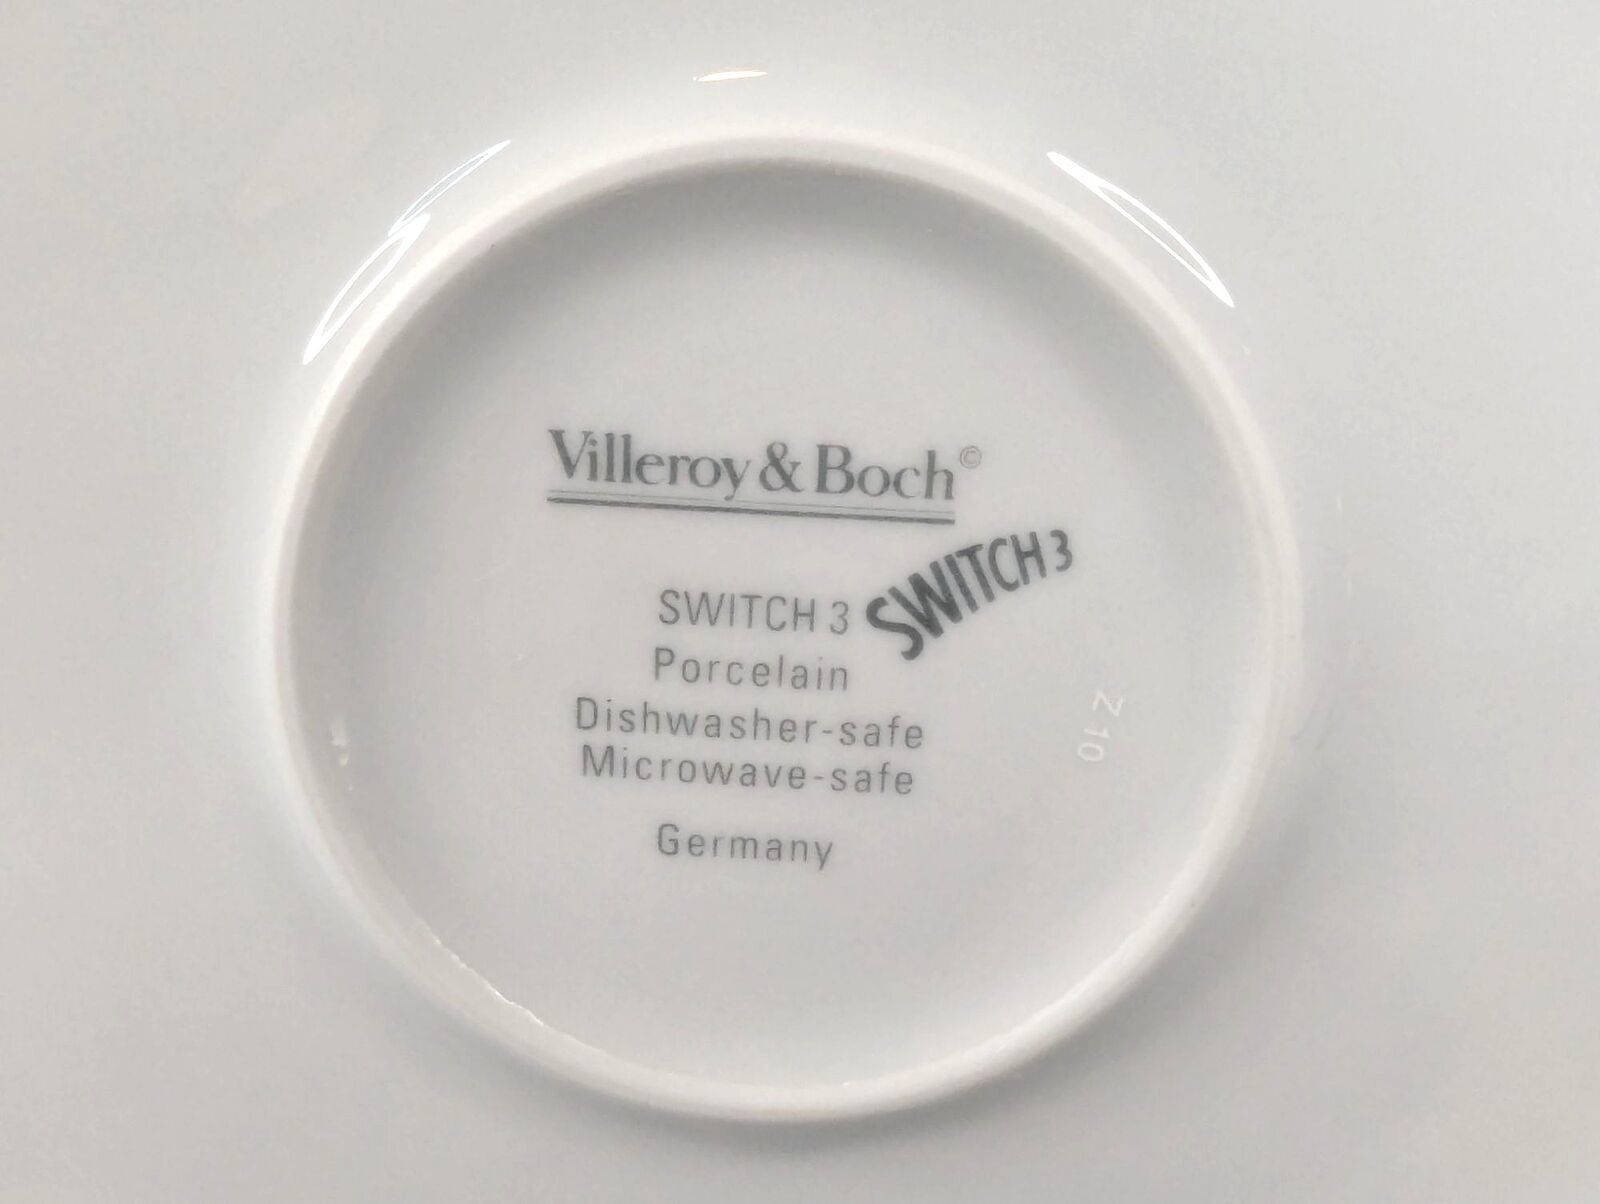 Villeroy & Boch©
SWITCH 3
SWITCH 3
Porcelain
Dishwasher-safe
Microwave-safe
Germany
Z 10